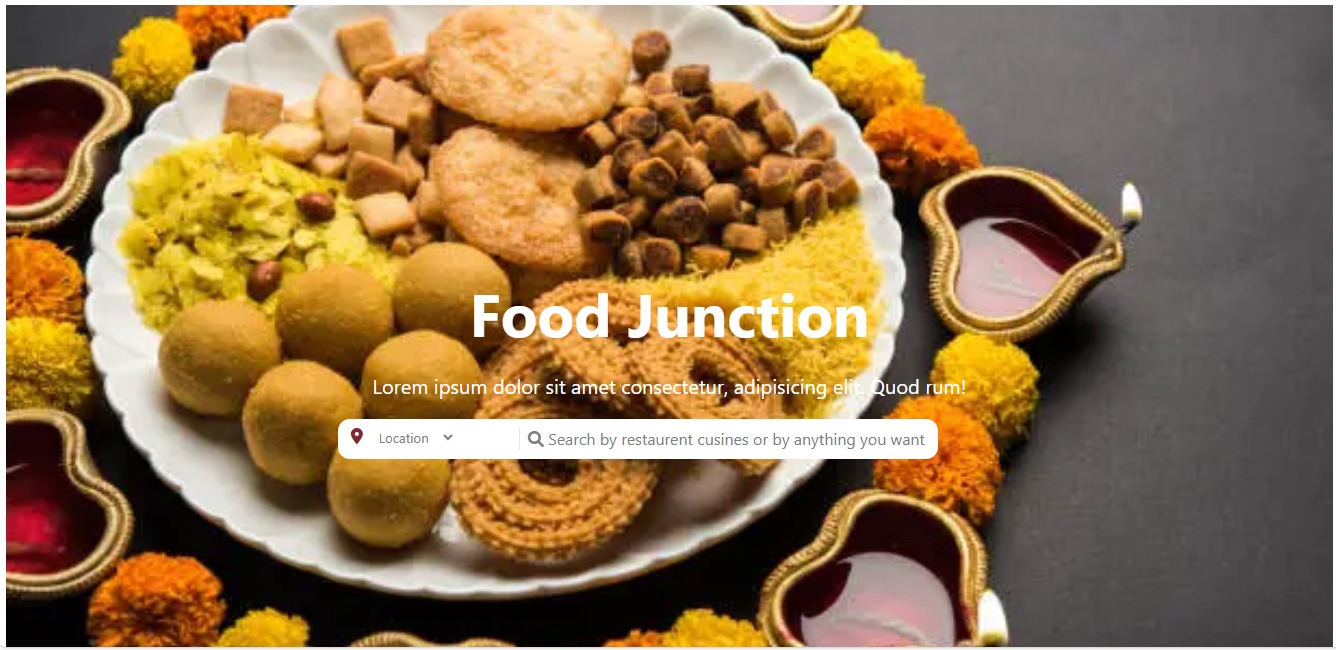 Food Junction
Lorem ipsum dolor sit amet consectetur, adipisicing elit. Quod rum!
Location
Search by restaurent cusines or by anything you want